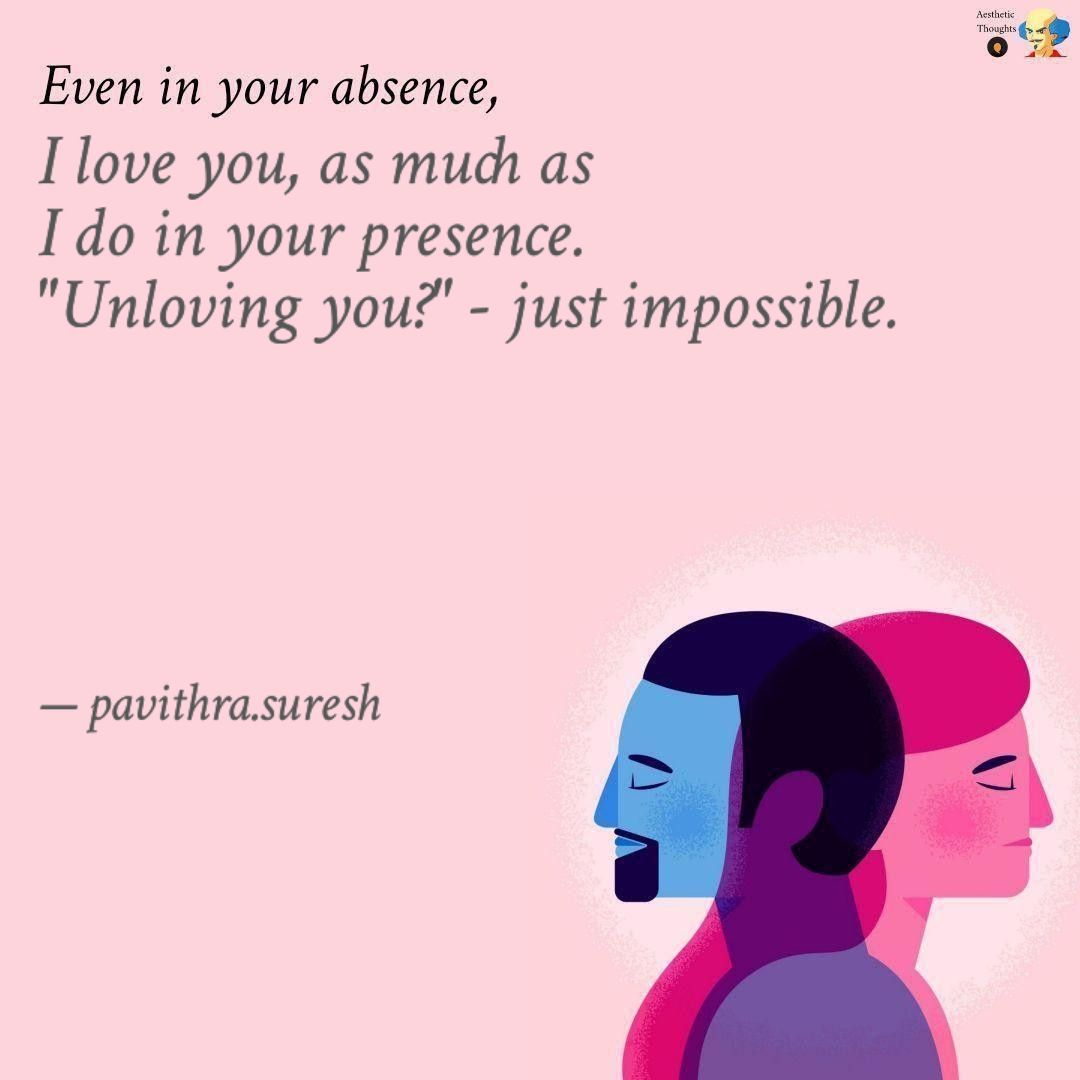 Aesthetic
Thoughts
Even in your absence,
I love you, as much as
I do in your presence.
"Unloving you?" - just impossible.
— pavithra.suresh